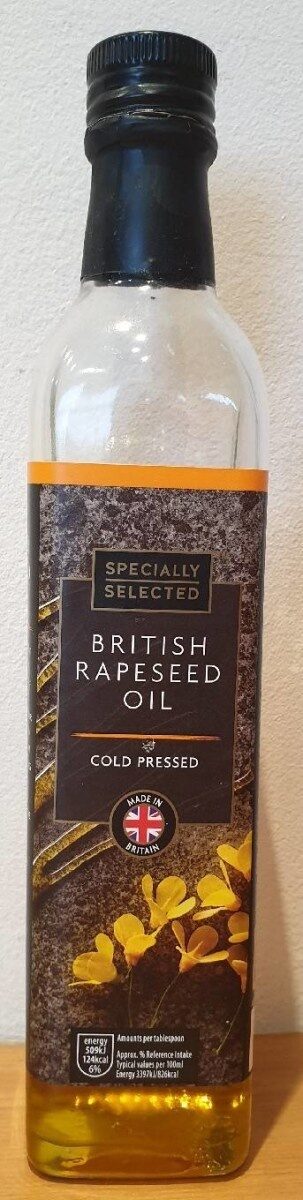 SPECIALLY
SELECTED
BRITISH
RAPESEED
OIL
COLD PRESSED
MADE IN
BRITAIN
energy
509kJ
124kcal
6%
Amounts per tablespoon
Approx. % Reference Intake
Typical values per 100ml
Energy 3397kJ/826kcal